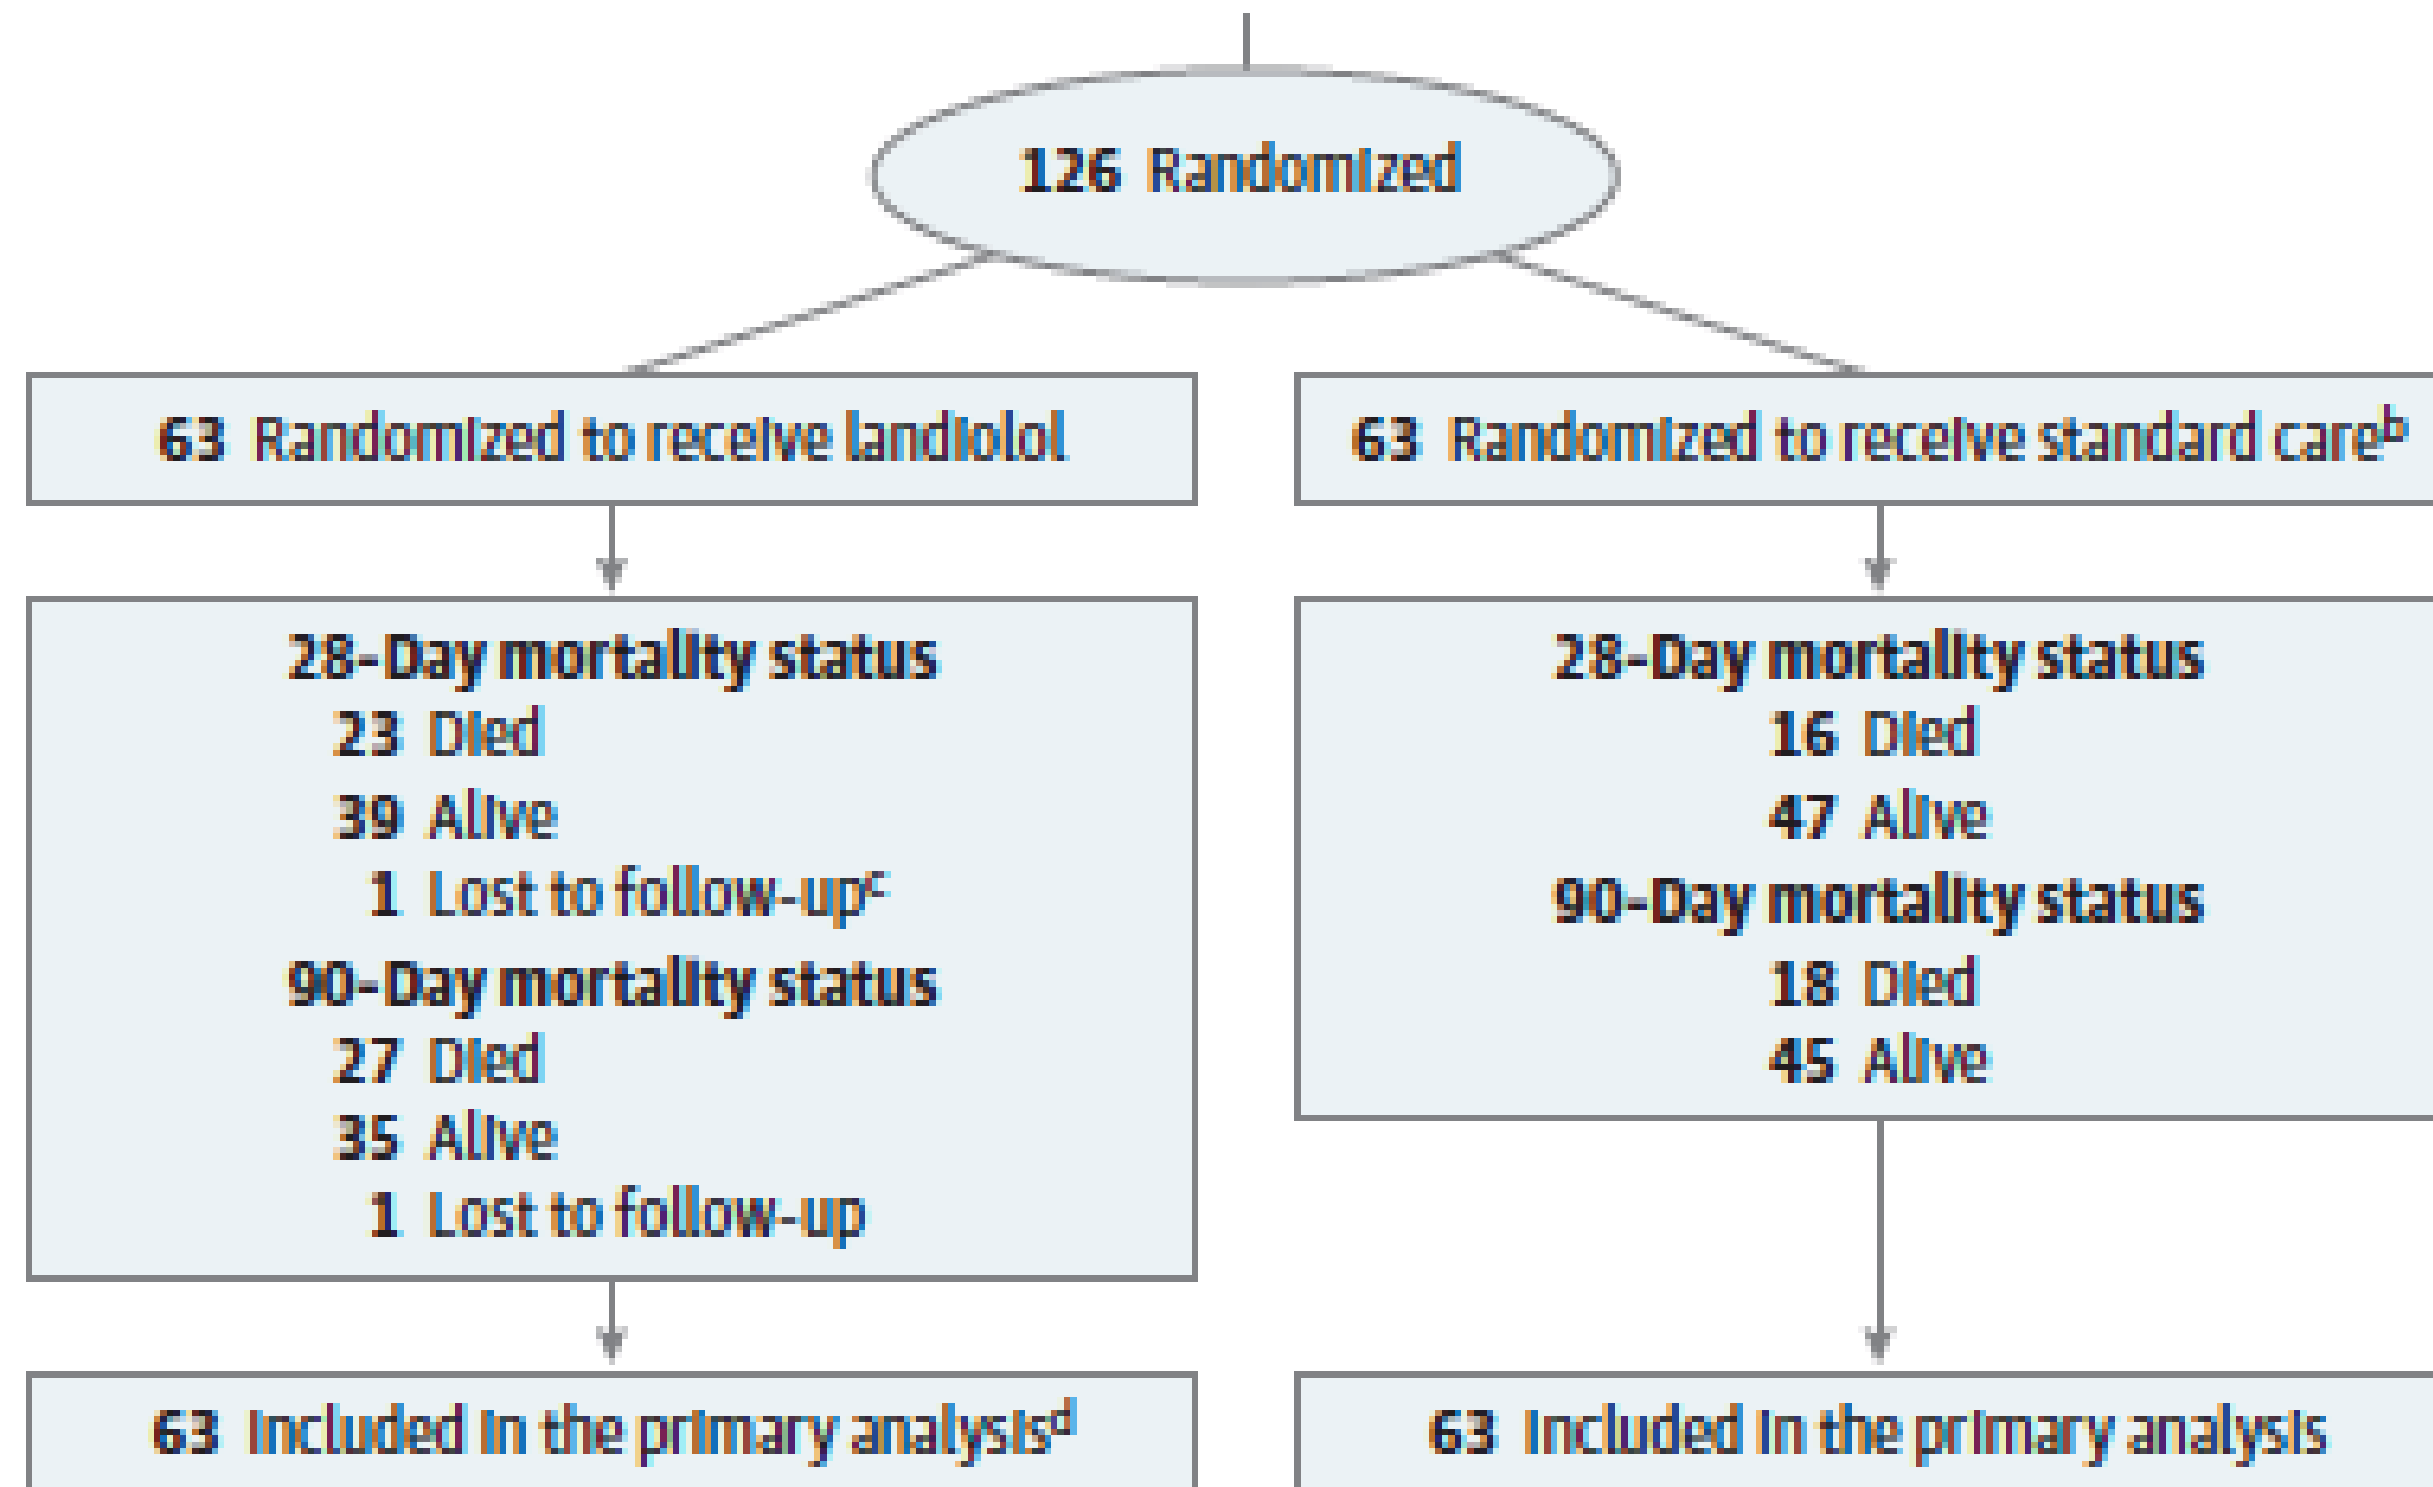 126 Randomized
63 Randomized to receive landiolol
63 Randomized to receive standard careb
28-Day mortality status
23 Died
39 Alive
1 Lost to follow-upc
90-Day mortality status
27 Died
35 Alive
1 Lost to follow-up
28-Day mortality status
16 Died
47 Alive
90-Day mortality status
18 Died
45 Alive
63 Included in the primary analysisd
63 Included in the primary analysis